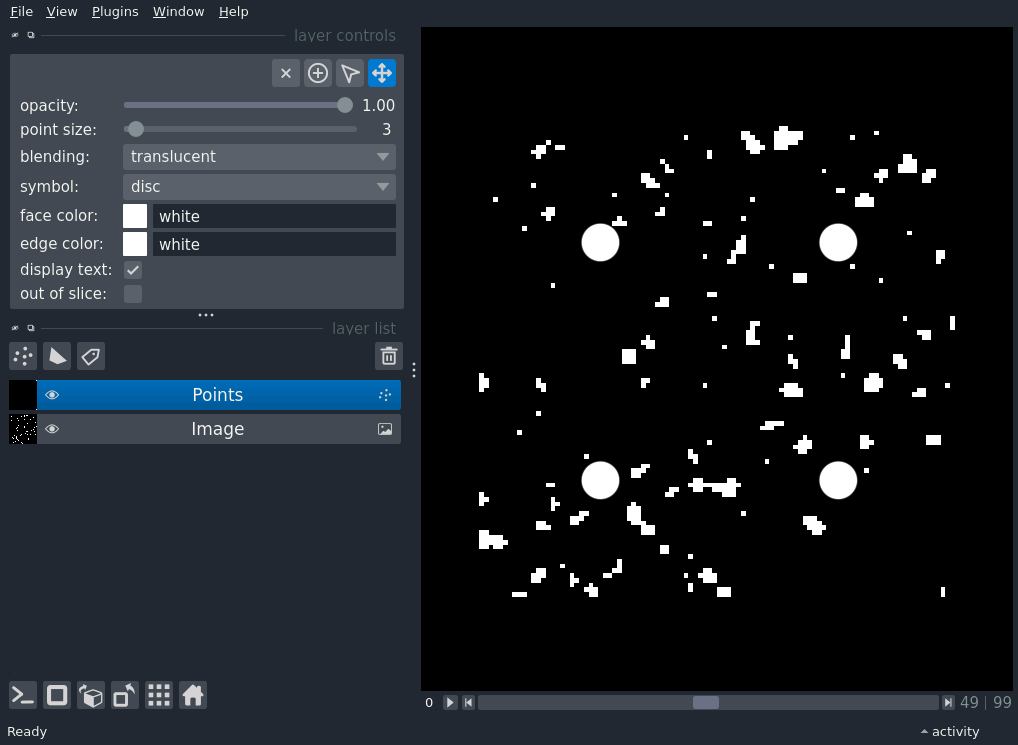 File View Plugins Window Help
layer controls
opacity: 1.00
point size: 3
blending: translucent
symbol: disc
face color: white
edge color: white
display text:
out of slice:
layer list
Points
Image
0 49 | 99
Ready activity